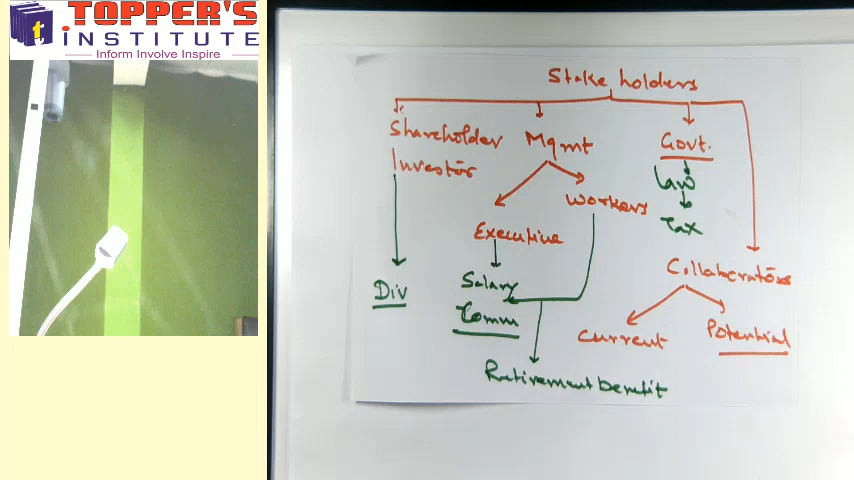 TOPPER'S
iNSTITUTE
Inform Involve Inspire
Stake holders
Shareholder Mgmt Govt.
Investors
Law
Workers
Tax
Executive
Collaborators
Salary
Div
Comm
Current Potential
Retirement benefit